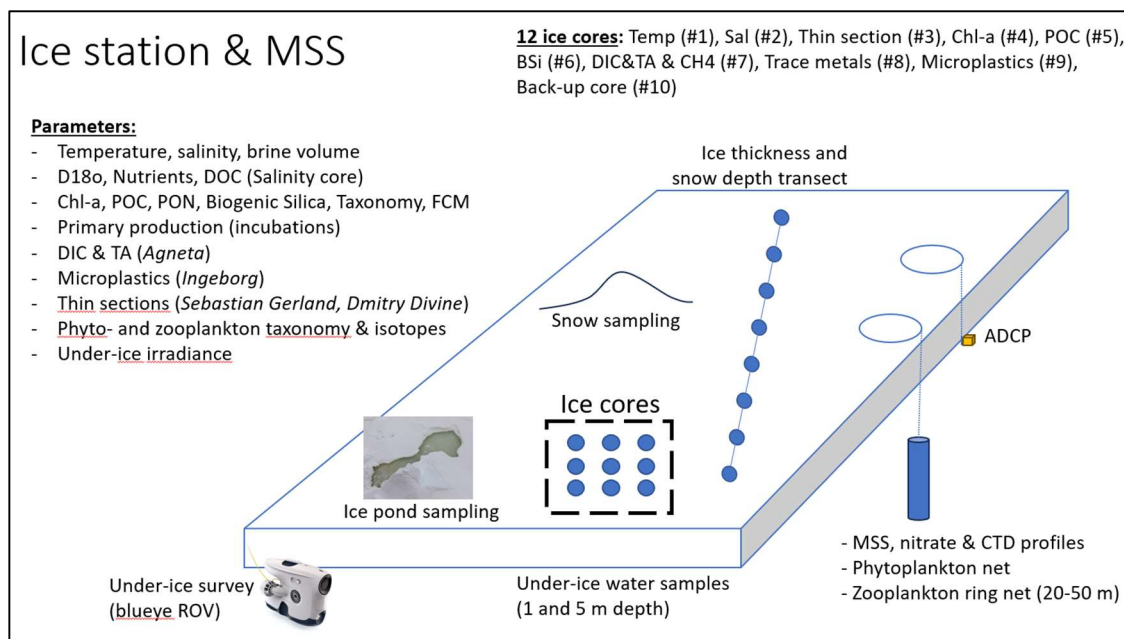 Ice station & MSS
12 ice cores: Temp (#1), Sal (#2), Thin section (#3), Chl-a (#4), POC (#5),
BSi (#6), DIC&TA & CH4 (#7), Trace metals (#8), Microplastics (#9),
Back-up core (#10)
Parameters:
- Temperature, salinity, brine volume
- D18o, Nutrients, DOC (Salinity core)
- Chl-a, POC, PON, Biogenic Silica, Taxonomy, FCM
- Primary production (incubations)
- DIC & TA (Agneta)
- Microplastics (Ingeborg)
- Thin sections (Sebastian Gerland, Dmitry Divine)
- Phyto- and zooplankton taxonomy & isotopes
- Under-ice irradiance
Ice thickness and
snow depth transect
Snow sampling
ADCP
Ice cores
Ice pond sampling
Under-ice survey
(blueye ROV)
Under-ice water samples
(1 and 5 m depth)
- MSS, nitrate & CTD profiles
- Phytoplankton net
- Zooplankton ring net (20-50 m)